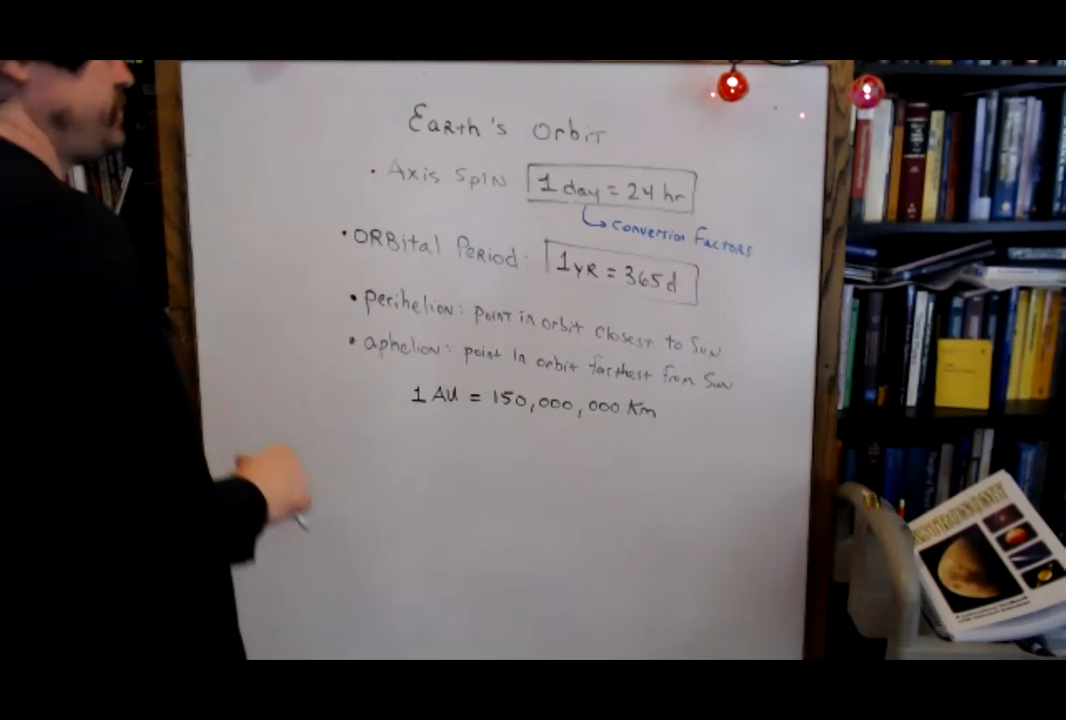 Earth's Orbit
• Axis Spin 1 day = 24 hr
↳ Conversion Factors
• Orbital Period: 1 yr = 365 d
• perihelion: point in orbit closest to Sun
• aphelion: point in orbit farthest from Sun
1 AU = 150,000,000 Km
ASTRONOMY